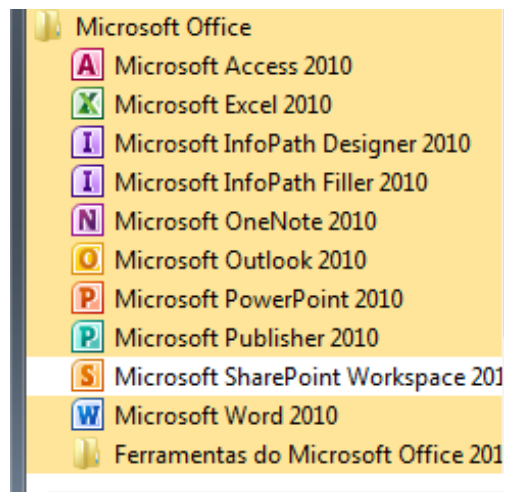 Microsoft Office
A Microsoft Access 2010
X Microsoft Excel 2010
I Microsoft InfoPath Designer 2010
I Microsoft InfoPath Filler 2010
N Microsoft OneNote 2010
O Microsoft Outlook 2010
P Microsoft PowerPoint 2010
P Microsoft Publisher 2010
S Microsoft SharePoint Workspace 201
W Microsoft Word 2010
Ferramentas do Microsoft Office 201